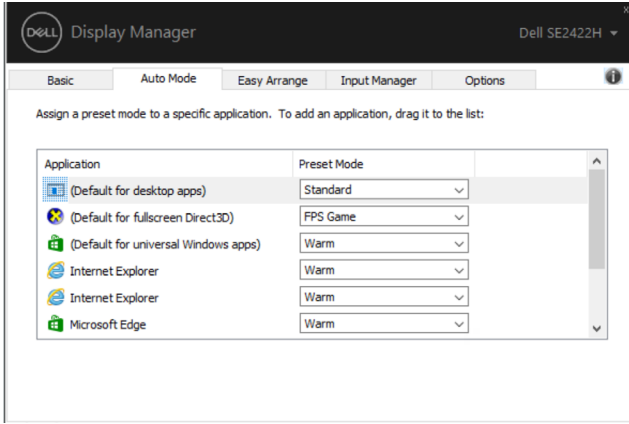 DELL Display Manager
x
Dell SE2422H
Basic Auto Mode Easy Arrange Input Manager Options
Assign a preset mode to a specific application. To add an application, drag it to the list:
Application Preset Mode
(Default for desktop apps) Standard
(Default for fullscreen Direct3D) FPS Game
(Default for universal Windows apps) Warm
Internet Explorer Warm
Internet Explorer Warm
Microsoft Edge Warm